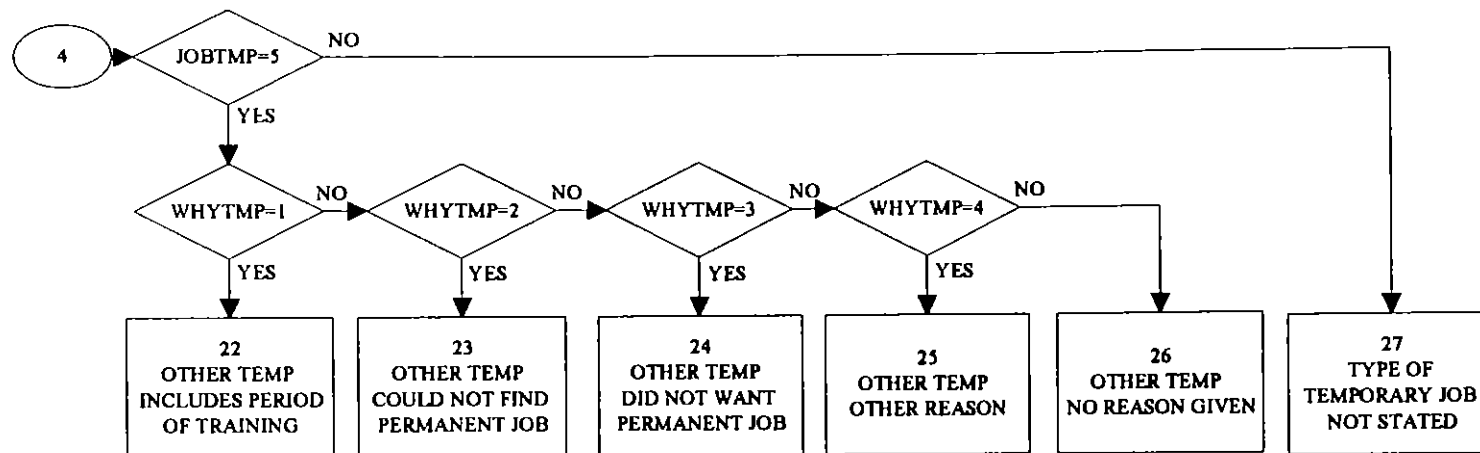 4
JOBTMP=5
NO
YES
WHYTMP=1
NO
WHYTMP=2
NO
WHYTMP=3
NO
WHYTMP=4
NO
YES
YES
YES
YES
22
OTHER TEMP
INCLUDES PERIOD
OF TRAINING
23
OTHER TEMP
COULD NOT FIND
PERMANENT JOB
24
OTHER TEMP
DID NOT WANT
PERMANENT JOB
25
OTHER TEMP
OTHER REASON
26
OTHER TEMP
NO REASON GIVEN
27
TYPE OF
TEMPORARY JOB
NOT STATED